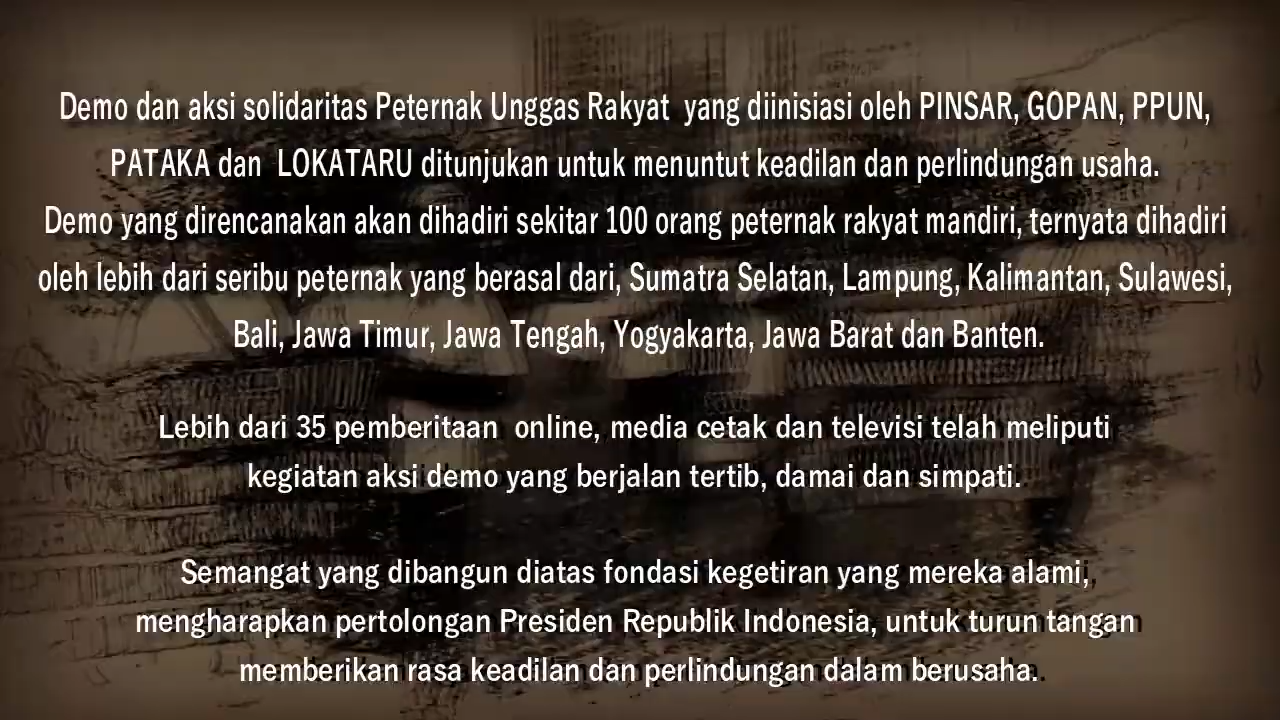 Demo dan aksi solidaritas Peternak Unggas Rakyat yang diinisiasi oleh PINSAR, GOPAN, PPUN,
PATAKA dan LOKATARU ditunjukan untuk menuntut keadilan dan perlindungan usaha.
Demo yang direncanakan akan dihadiri sekitar 100 orang peternak rakyat mandiri, ternyata dihadiri
oleh lebih dari seribu peternak yang berasal dari, Sumatra Selatan, Lampung, Kalimantan, Sulawesi,
Bali, Jawa Timur, Jawa Tengah, Yogyakarta, Jawa Barat dan Banten.
Lebih dari 35 pemberitaan online, media cetak dan televisi telah meliputi
kegiatan aksi demo yang berjalan tertib, damai dan simpati.
Semangat yang dibangun diatas fondasi kegetiran yang mereka alami,
mengharapkan pertolongan Presiden Republik Indonesia, untuk turun tangan
memberikan rasa keadilan dan perlindungan dalam berusaha.